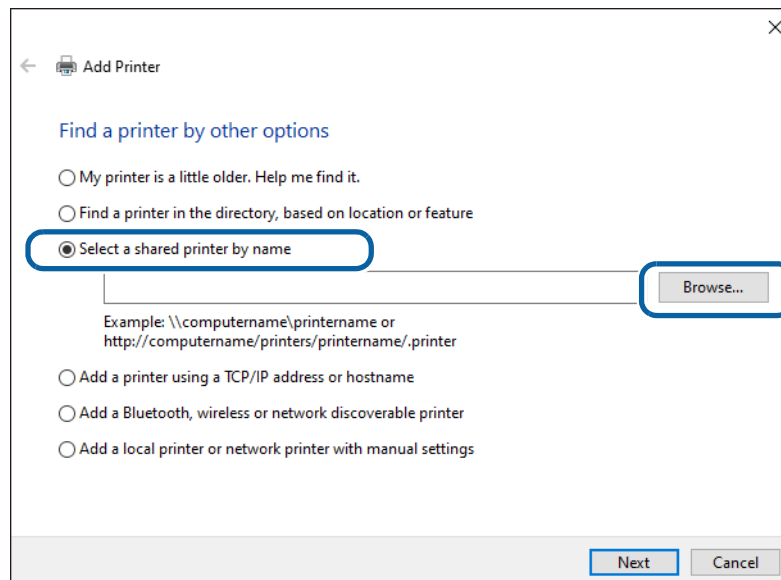 Add Printer
Find a printer by other options
My printer is a little older. Help me find it.
Find a printer in the directory, based on location or feature
Select a shared printer by name
Browse...
Example: \\computername\printername or
http://computername/printers/printername/.printer
Add a printer using a TCP/IP address or hostname
Add a Bluetooth, wireless or network discoverable printer
Add a local printer or network printer with manual settings
Next Cancel